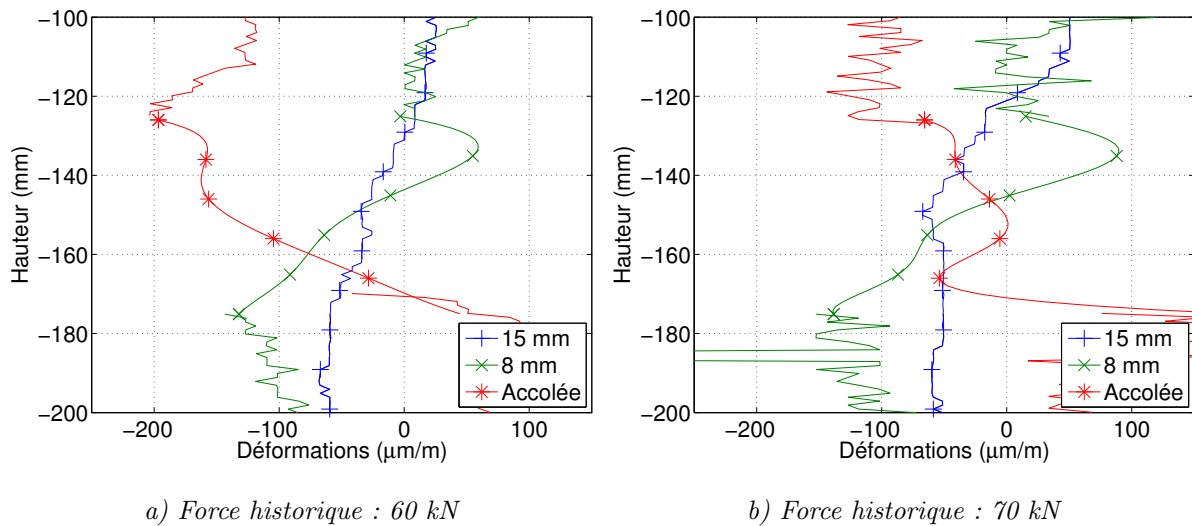 −100
−120
−140
−160
−180
−200
Hauteur (mm)
−200 −100 0 100
Déformations (μm/m)
15 mm
8 mm
Accolée
a) Force historique : 60 kN
−100
−120
−140
−160
−180
−200
Hauteur (mm)
−200 −100 0 100
Déformations (μm/m)
15 mm
8 mm
Accolée
b) Force historique : 70 kN